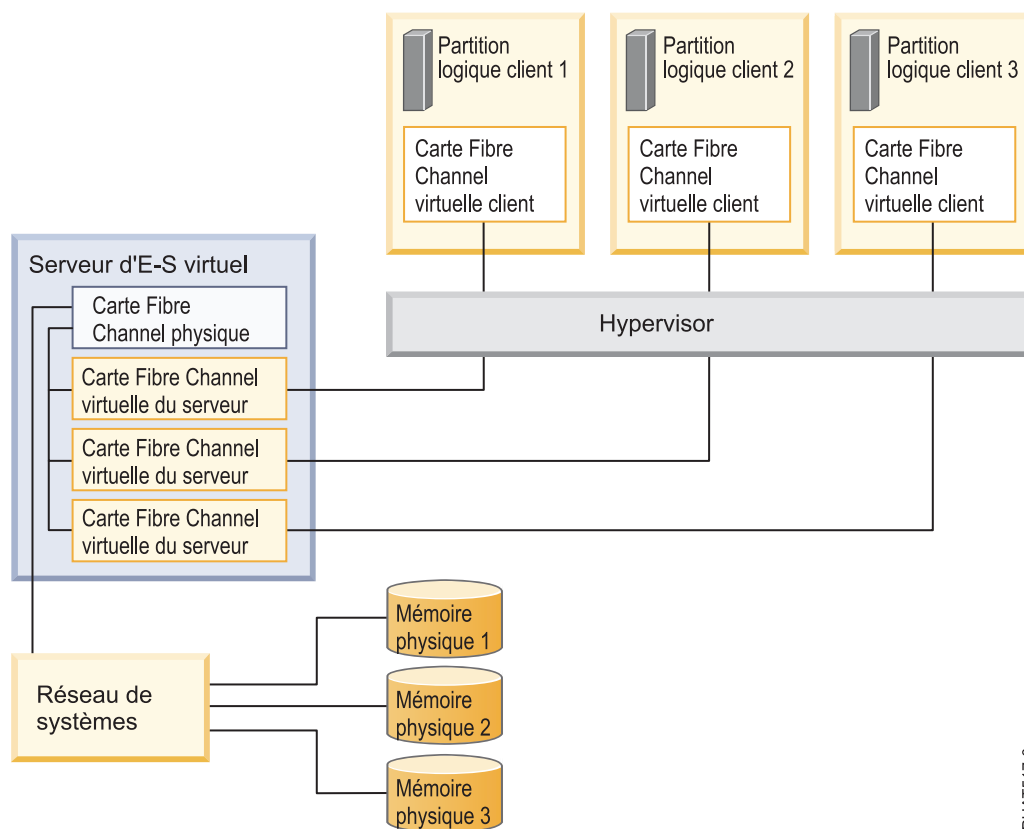 Partition
logique client 1
Partition
logique client 2
Partition
logique client 3
Carte Fibre
Channel
virtuelle client
Carte Fibre
Channel
virtuelle client
Carte Fibre
Channel
virtuelle client
Serveur d'E-S virtuel
Carte Fibre
Channel physique
Hypervisor
Carte Fibre Channel
virtuelle du serveur
Carte Fibre Channel
virtuelle du serveur
Carte Fibre Channel
virtuelle du serveur
Mémoire
physique 1
Réseau de
systèmes
Mémoire
physique 2
Mémoire
physique 3